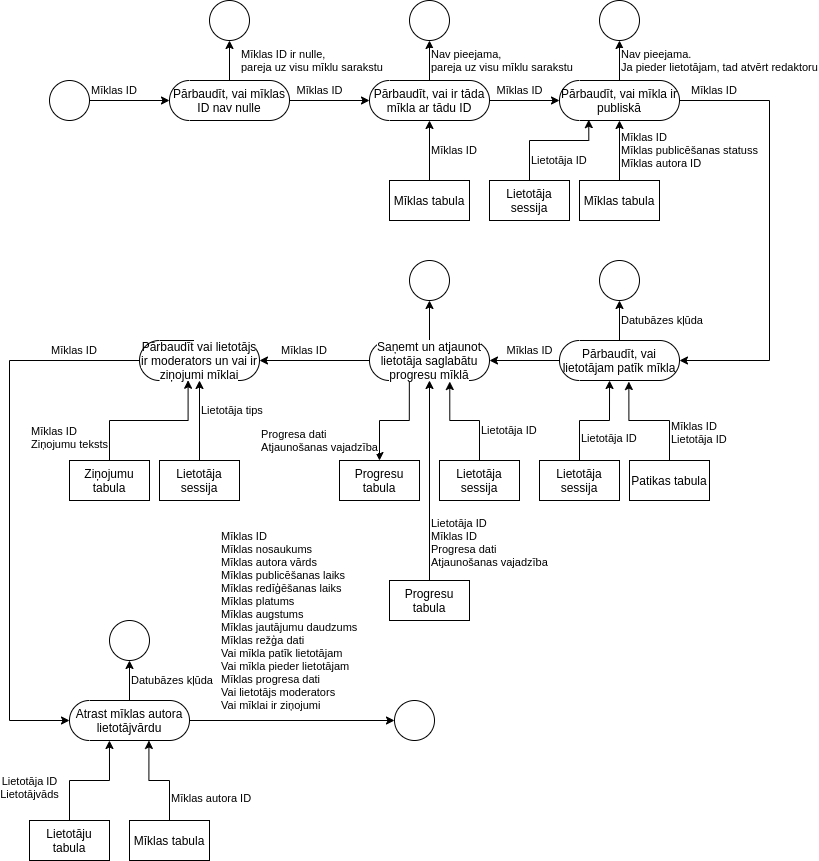 Mīklas ID ir nulle,
pareja uz visu mīklu sarakstu
Nav pieejama,
pareja uz visu mīklu sarakstu
Nav pieejama.
Ja pieder lietotājam, tad atvērt redaktoru
Mīklas ID
Pārbaudīt, vai mīklas
ID nav nulle
Mīklas ID
Pārbaudīt, vai ir tāda
mīkla ar tādu ID
Mīklas ID
Pārbaudīt, vai mīkla ir
publiskā
Mīklas ID
Mīklas ID
Lietotāja ID
Mīklas ID
Mīklas publicēšanas statuss
Mīklas autora ID
Mīklas tabula
Lietotāja
sessija
Mīklas tabula
Datubāzes kļūda
Mīklas ID
Pārbaudīt vai lietotājs
ir moderators un vai ir
ziņojumi mīklai
Mīklas ID
Saņemt un atjaunot
lietotāja saglabātu
progresu mīklā
Mīklas ID
Pārbaudīt, vai
lietotājam patīk mīkla
Mīklas ID
Ziņojumu teksts
Lietotāja tips
Progresa dati
Atjaunošanas vajadzība
Lietotāja ID
Lietotāja ID
Mīklas ID
Lietotāja ID
Ziņojumu
tabula
Lietotāja
sessija
Progresu
tabula
Lietotāja
sessija
Lietotāja
sessija
Patikas tabula
Lietotāja ID
Mīklas ID
Progresa dati
Atjaunošanas vajadzība
Progresu
tabula
Mīklas ID
Mīklas nosaukums
Mīklas autora vārds
Mīklas publicēšanas laiks
Mīklas redīģēšanas laiks
Mīklas platums
Mīklas augstums
Mīklas jautājumu daudzums
Mīklas režģa dati
Vai mīkla patīk lietotājam
Vai mīkla pieder lietotājam
Mīklas progresa dati
Vai lietotājs moderators
Vai mīklai ir ziņojumi
Datubāzes kļūda
Atrast mīklas autora
lietotājvārdu
Lietotāja ID
Lietotājvāds
Mīklas autora ID
Lietotāju
tabula
Mīklas tabula